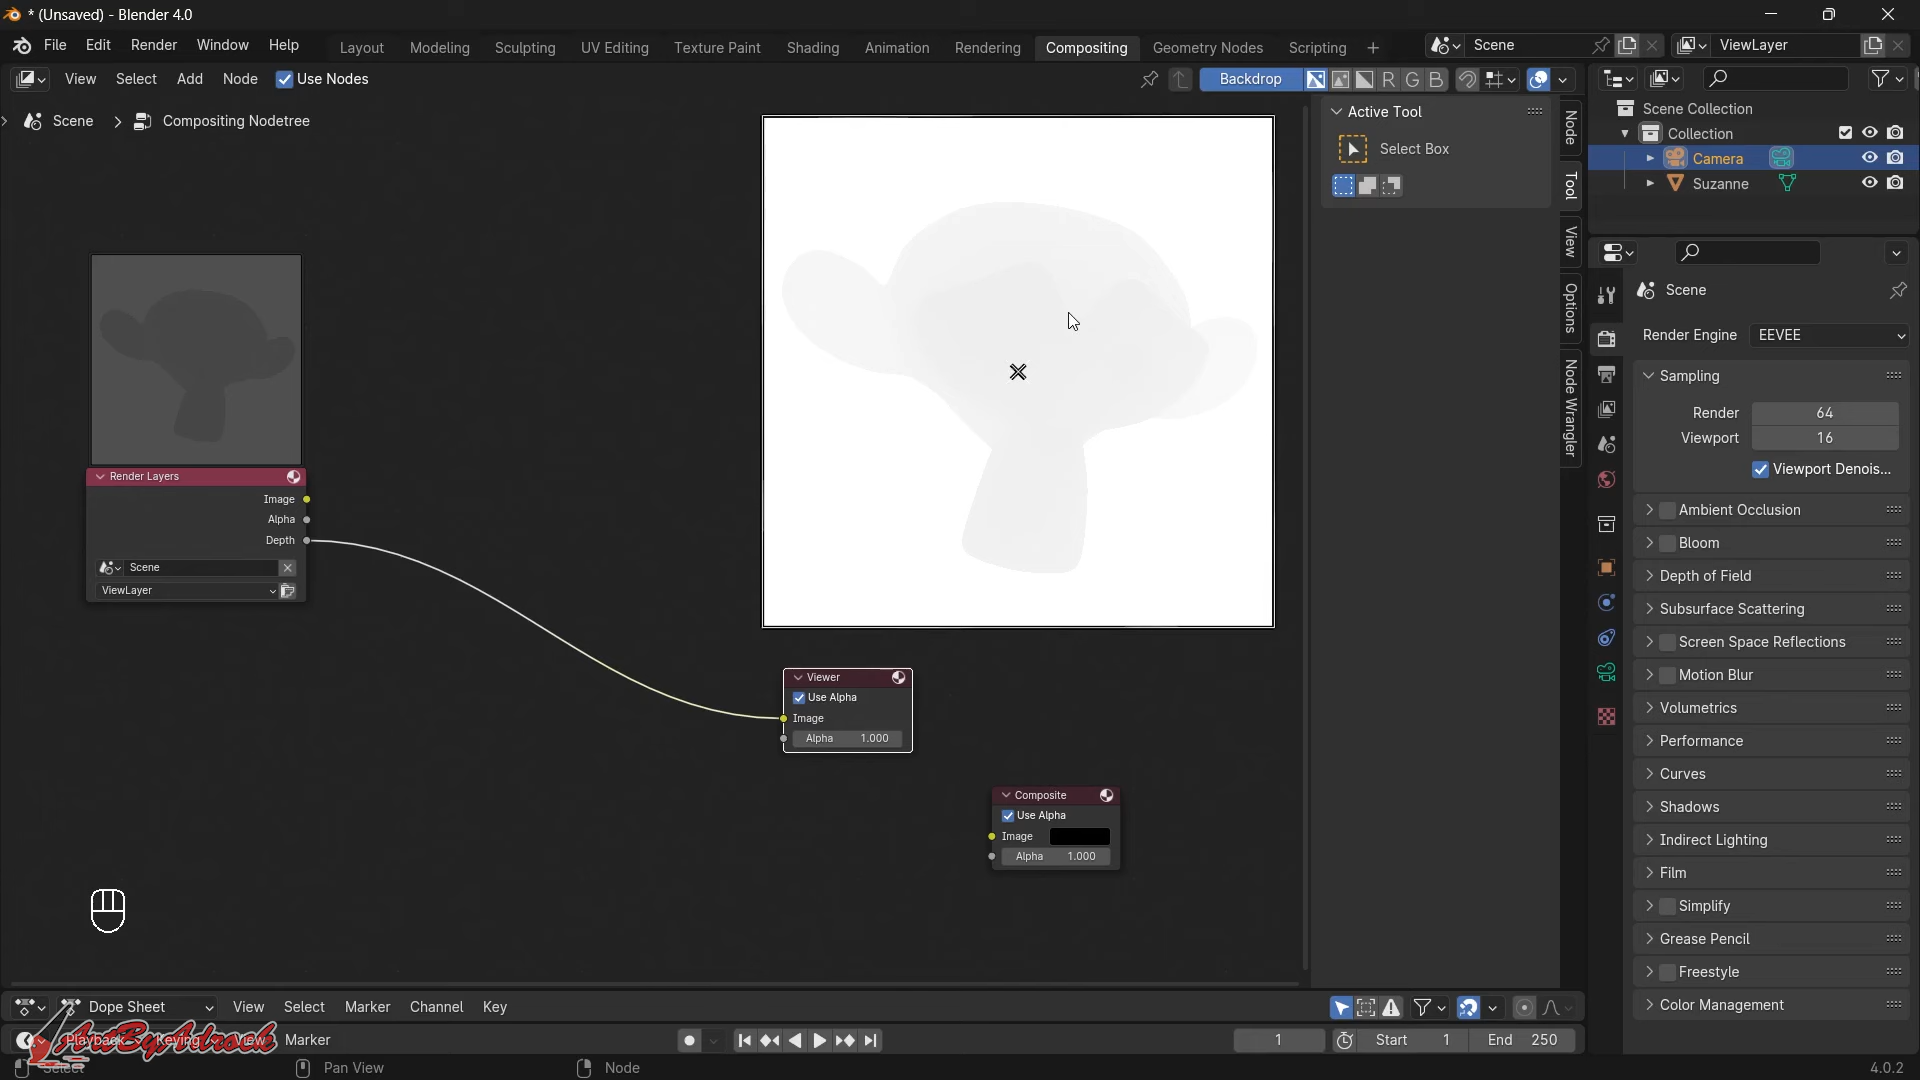 * (Unsaved) - Blender 4.0
File Edit Render Window Help
Layout Modeling Sculpting UV Editing Texture Paint Shading Animation Rendering Compositing Geometry Nodes Scripting +
Scene
ViewLayer
View Select Add Node Use Nodes
Backdrop
R G B
Scene > Compositing Nodetree
Active Tool
Select Box
Node
Tool
View
Options
Node Wrangler
Scene Collection
Collection
Camera
Suzanne
Scene
Render Engine EEVEE
Sampling
Render 64
Viewport 16
Viewport Denois...
Ambient Occlusion
Bloom
Depth of Field
Subsurface Scattering
Screen Space Reflections
Motion Blur
Volumetrics
Performance
Curves
Shadows
Indirect Lighting
Film
Simplify
Grease Pencil
Freestyle
Color Management
Render Layers
Image
Alpha
Depth
Scene
ViewLayer
Viewer
Use Alpha
Image
Alpha 1.000
Composite
Use Alpha
Image
Alpha 1.000
Dope Sheet View Select Marker Channel Key
Playback Keying View Marker
ArtByAdrock
1 Start 1 End 250
Select Pan View Node
4.0.2